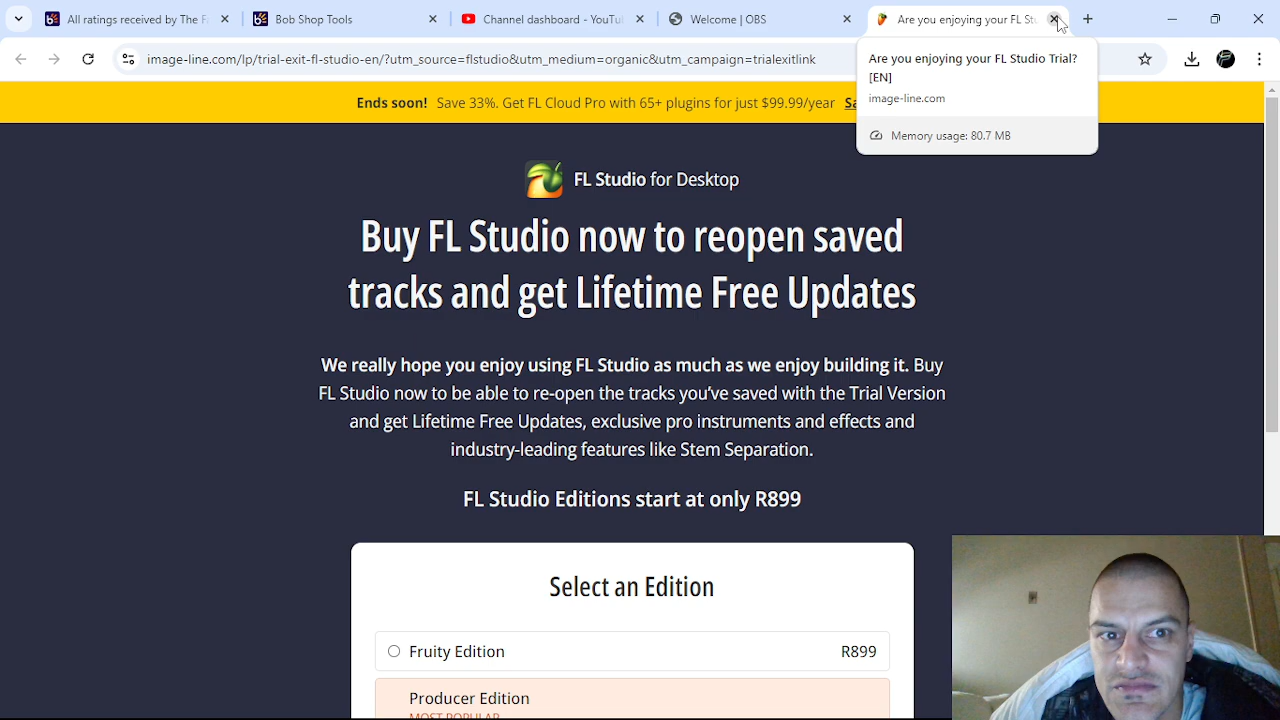 All ratings received by The F
Bob Shop Tools
Channel dashboard - YouTu
Welcome | OBS
Are you enjoying your FL St
image-line.com/lp/trial-exit-fl-studio-en/?utm_source=flstudio&utm_medium=organic&utm_campaign=trialexitlink
Are you enjoying your FL Studio Trial?
[EN]
image-line.com
Memory usage: 80.7 MB
Ends soon! Save 33%. Get FL Cloud Pro with 65+ plugins for just $99.99/year Sa
FL Studio for Desktop
Buy FL Studio now to reopen saved
tracks and get Lifetime Free Updates
We really hope you enjoy using FL Studio as much as we enjoy building it. Buy
FL Studio now to be able to re-open the tracks you've saved with the Trial Version
and get Lifetime Free Updates, exclusive pro instruments and effects and
industry-leading features like Stem Separation.
FL Studio Editions start at only R899
Select an Edition
Fruity Edition R899
Producer Edition
MOST POPULAR